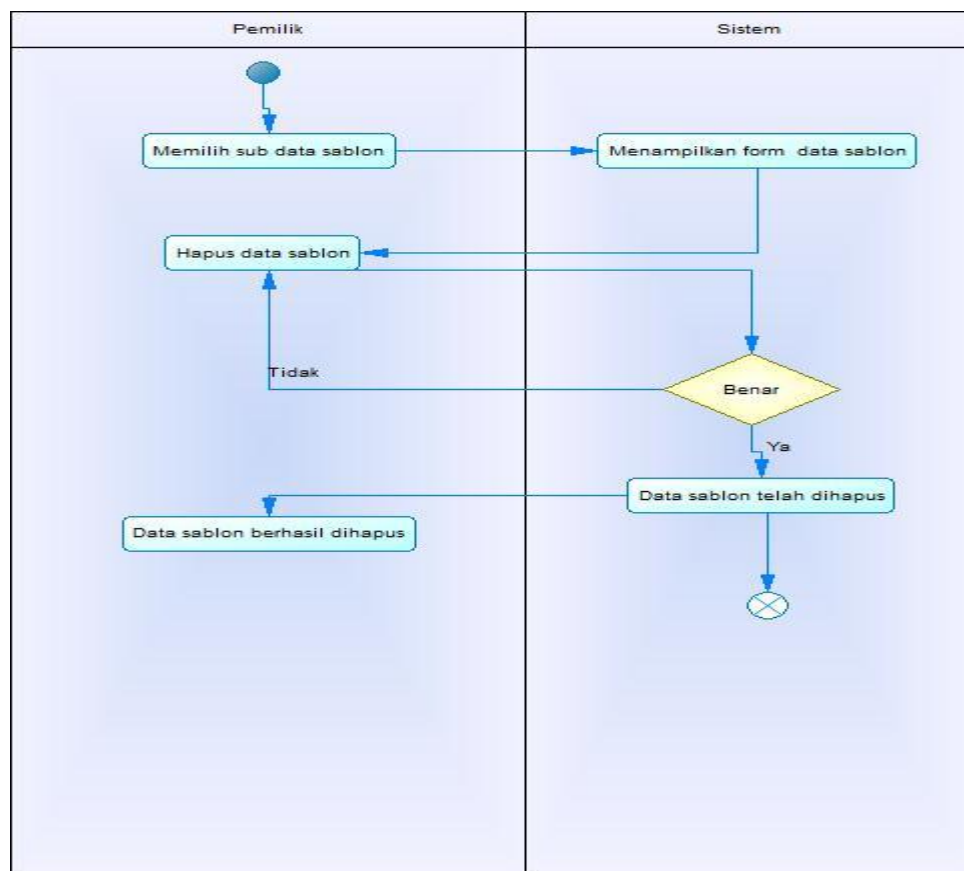 Pemilik
Sistem
Memilih sub data sablon
Menampilkan form data sablon
Hapus data sablon
Tidak
Benar
Ya
Data sablon telah dihapus
Data sablon berhasil dihapus